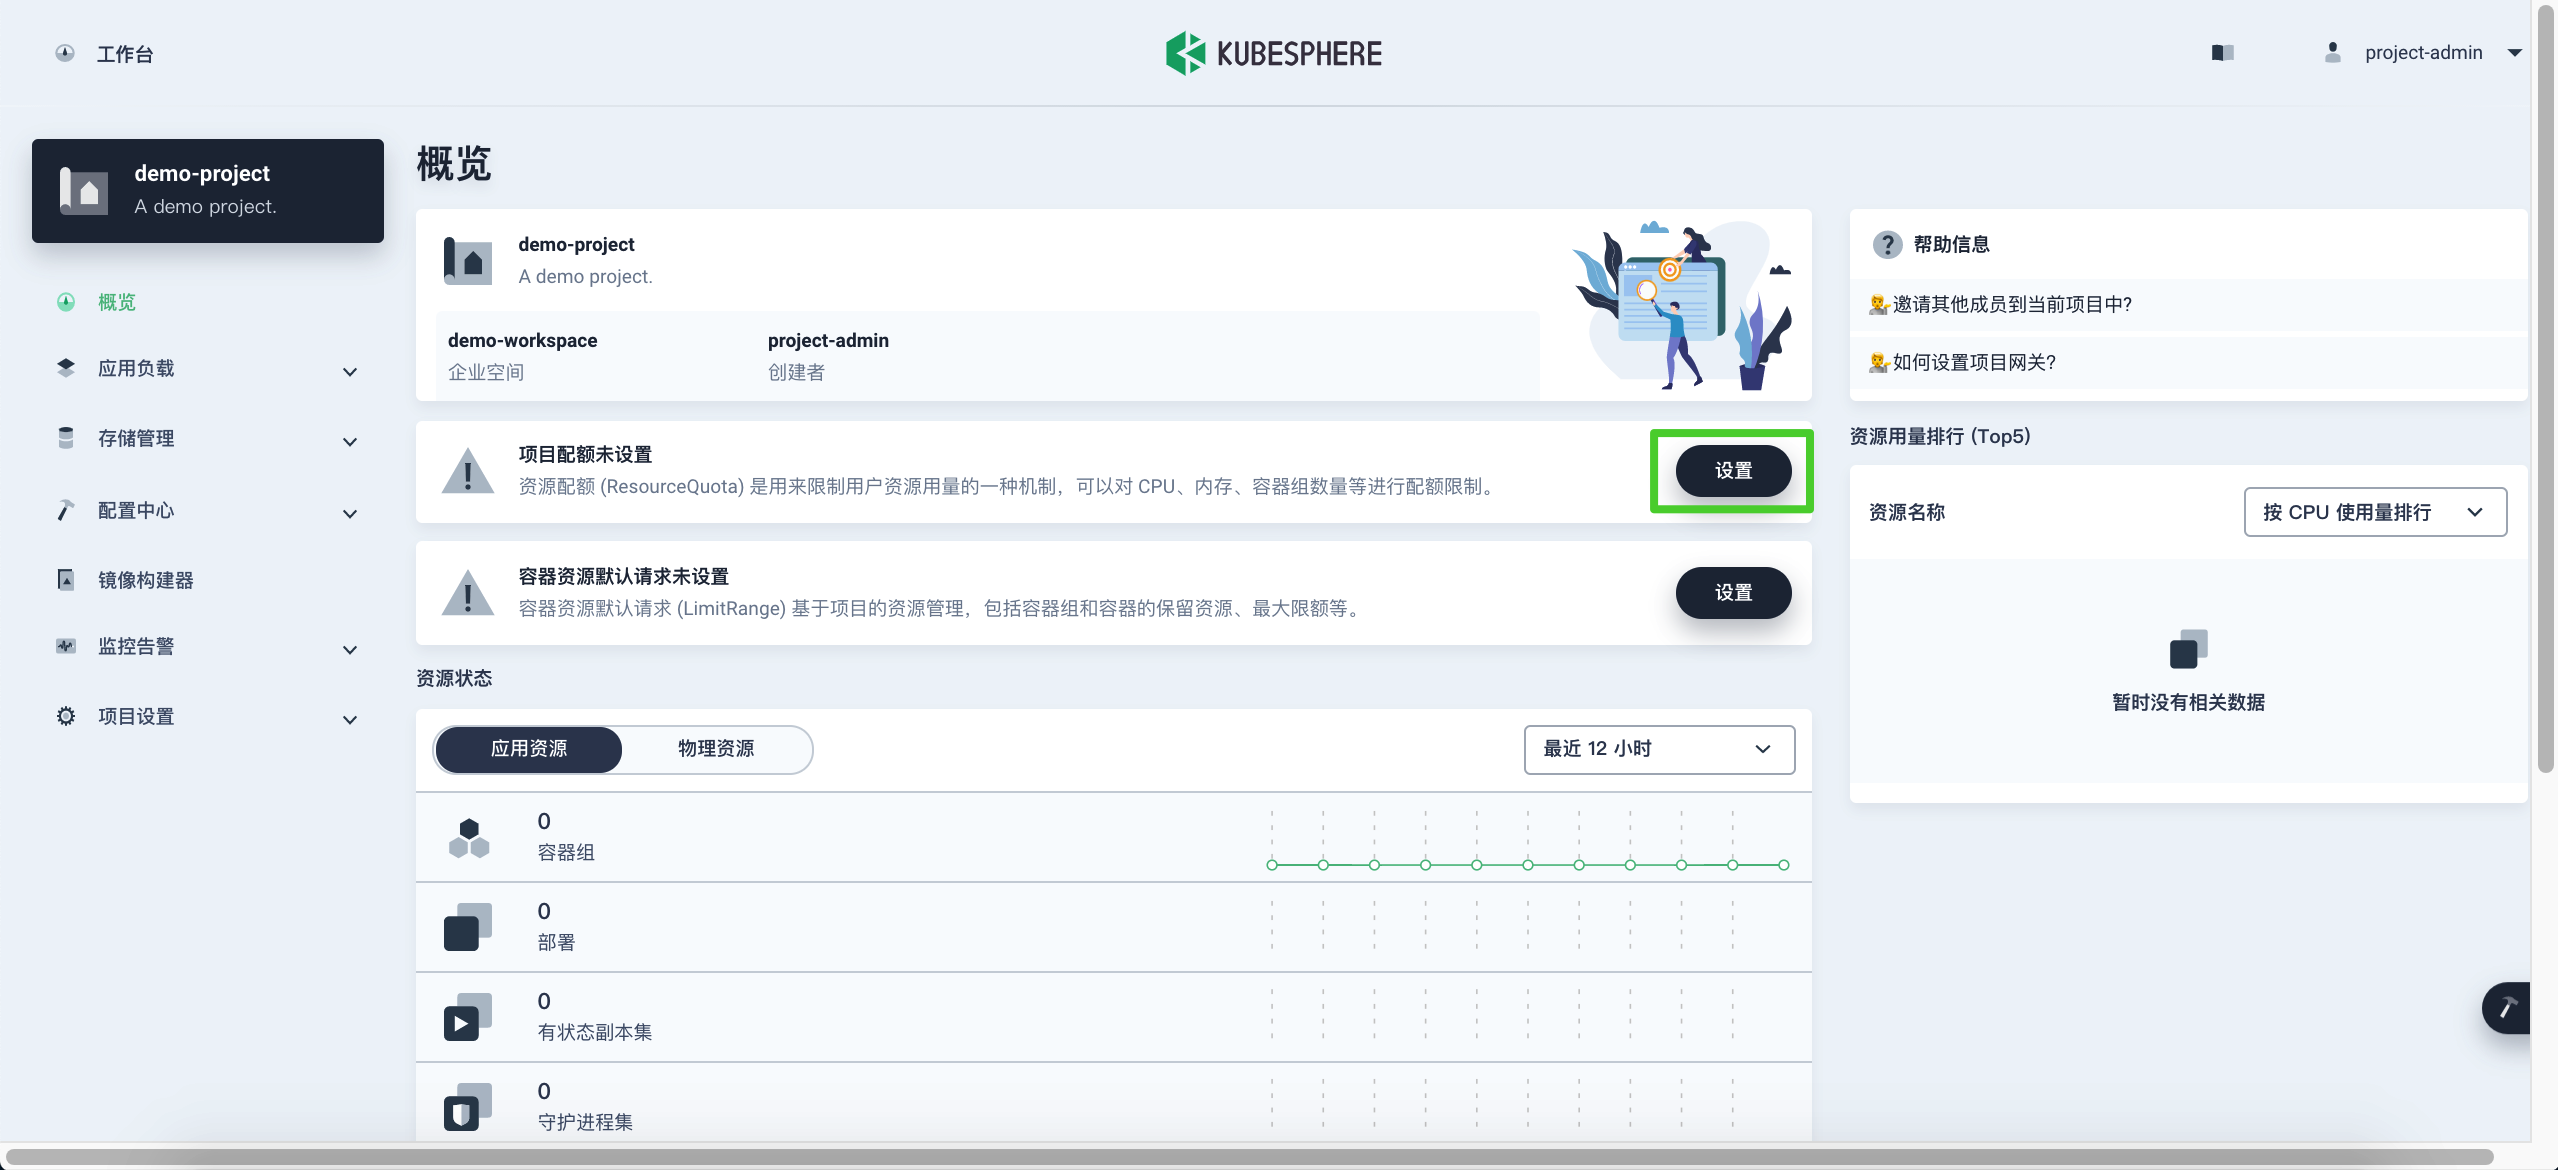 工作台
KUBESPHERE
project-admin
demo-project
A demo project.
概览
应用负载
存储管理
配置中心
镜像构建器
监控告警
项目设置
概览
demo-project
A demo project.
demo-workspace
企业空间
project-admin
创建者
项目配额未设置
资源配额 (ResourceQuota) 是用来限制用户资源用量的一种机制，可以对 CPU、内存、容器组数量等进行配额限制。
设置
容器资源默认请求未设置
容器资源默认请求 (LimitRange) 基于项目的资源管理，包括容器组和容器的保留资源、最大限额等。
设置
资源状态
应用资源
物理资源
最近 12 小时
0
容器组
0
部署
0
有状态副本集
0
守护进程集
帮助信息
邀请其他成员到当前项目中?
如何设置项目网关?
资源用量排行 (Top5)
资源名称
按 CPU 使用量排行
暂时没有相关数据